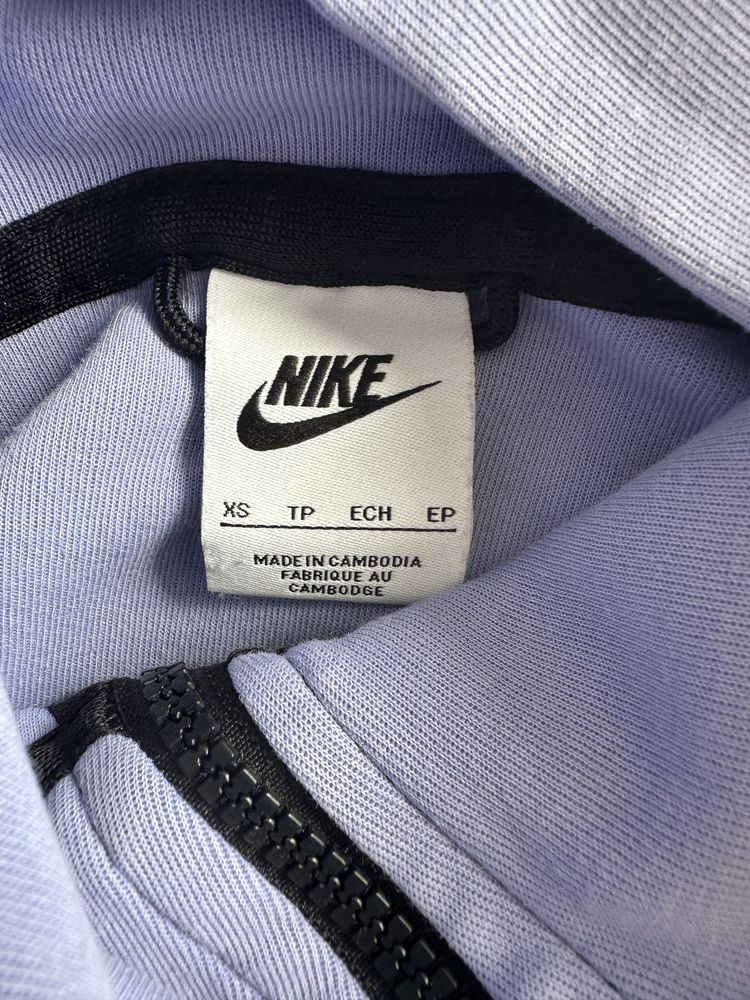 NIKE
XS TP ECH EP
MADE IN CAMBODIA
FABRIQUE AU
CAMBODGE